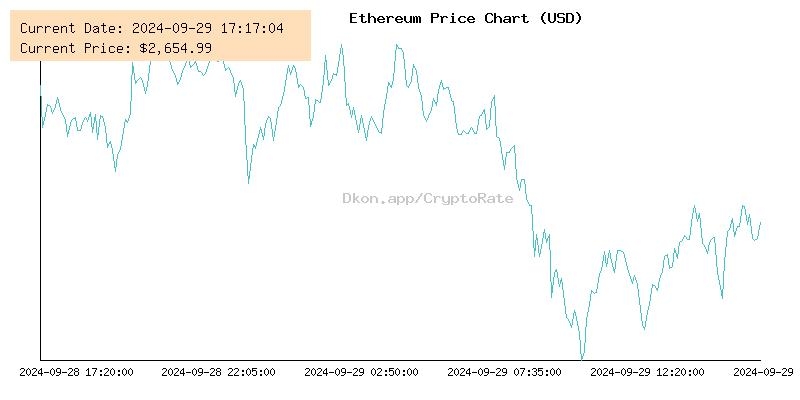 Ethereum Price Chart (USD)
Current Date: 2024-09-29 17:17:04
Current Price: $2,654.99
Dkon.app/CryptoRate
2024-09-28 17:20:00
2024-09-28 22:05:00
2024-09-29 02:50:00
2024-09-29 07:35:00
2024-09-29 12:20:00
2024-09-29